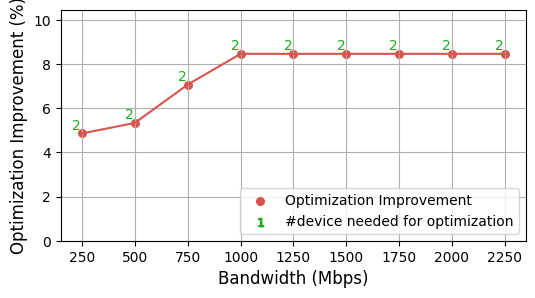 Optimization Improvement (%)
10
8
6
4
2
0
2 2 2 2 2 2 2 2 2
Optimization Improvement
1 #device needed for optimization
250 500 750 1000 1250 1500 1750 2000 2250
Bandwidth (Mbps)